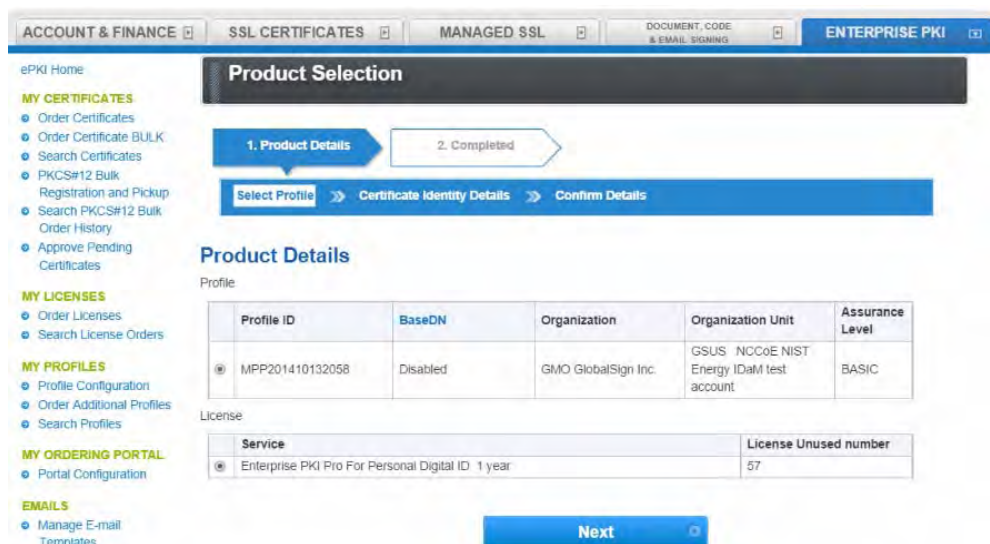 ACCOUNT & FINANCE
SSL CERTIFICATES
MANAGED SSL
DOCUMENT, CODE
& EMAIL SIGNING
ENTERPRISE PKI
ePKI Home
MY CERTIFICATES
Order Certificates
Order Certificate BULK
Search Certificates
PKCS#12 Bulk
Registration and Pickup
Search PKCS#12 Bulk
Order History
Approve Pending
Certificates
MY LICENSES
Order Licenses
Search License Orders
MY PROFILES
Profile Configuration
Order Additional Profiles
Search Profiles
MY ORDERING PORTAL
Portal Configuration
EMAILS
Manage E-mail
Templates
Product Selection
1. Product Details
2. Completed
Select Profile >> Certificate Identity Details >> Confirm Details
Product Details
Profile
Profile ID BaseDN Organization Organization Unit Assurance
Level
MPP201410132058 Disabled GMO GlobalSign Inc. GSUS NCCoE NIST
Energy IDaM test
account BASIC
License
Service License Unused number
Enterprise PKI Pro For Personal Digital ID 1 year 57
Next